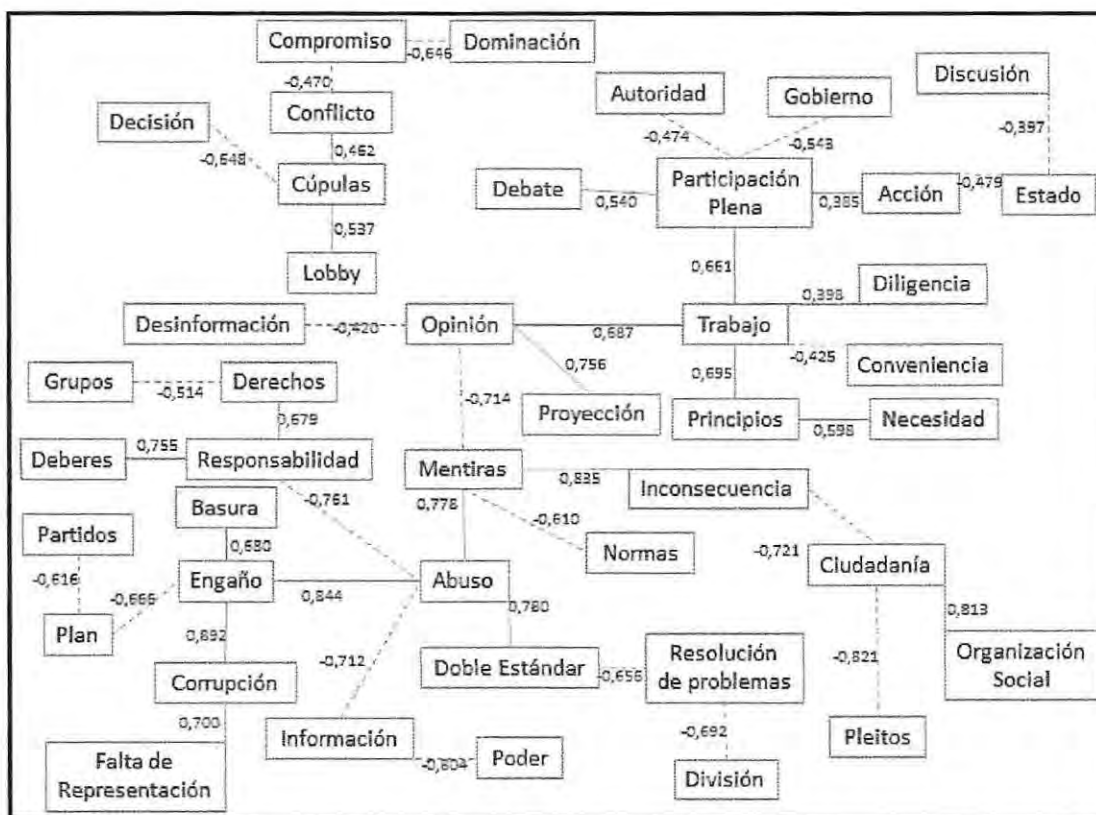 Compromiso
-0,646
Dominación
-0,470
Discusión
Autoridad
Gobierno
Decisión
Conflicto
-0,474
-0,543
-0,397
-0,648
0,462
Cúpulas
Debate
0,540
Participación
Plena
0,385
Acción
-0,479
Estado
0,537
Lobby
0,661
0,398
Diligencia
Desinformación
-0,420
Opinión
0,687
Trabajo
-0,425
Conveniencia
Grupos
-0,514
Derechos
0,756
0,695
-0,714
Proyección
Principios
0,598
Necesidad
0,679
Deberes
0,755
Responsabilidad
Mentiras
0,835
Inconsecuencia
-0,761
0,778
-0,610
Basura
Partidos
Normas
0,680
-0,721
Ciudadanía
-0,616
-0,666
Engaño
0,844
Abuso
0,780
0,813
Plan
0,892
-0,712
Doble Estándar
-0,656
Resolución
de problemas
-0,821
Organización
Social
Corrupción
0,700
Información
-0,804
Poder
-0,692
Pleitos
Falta de
Representación
División